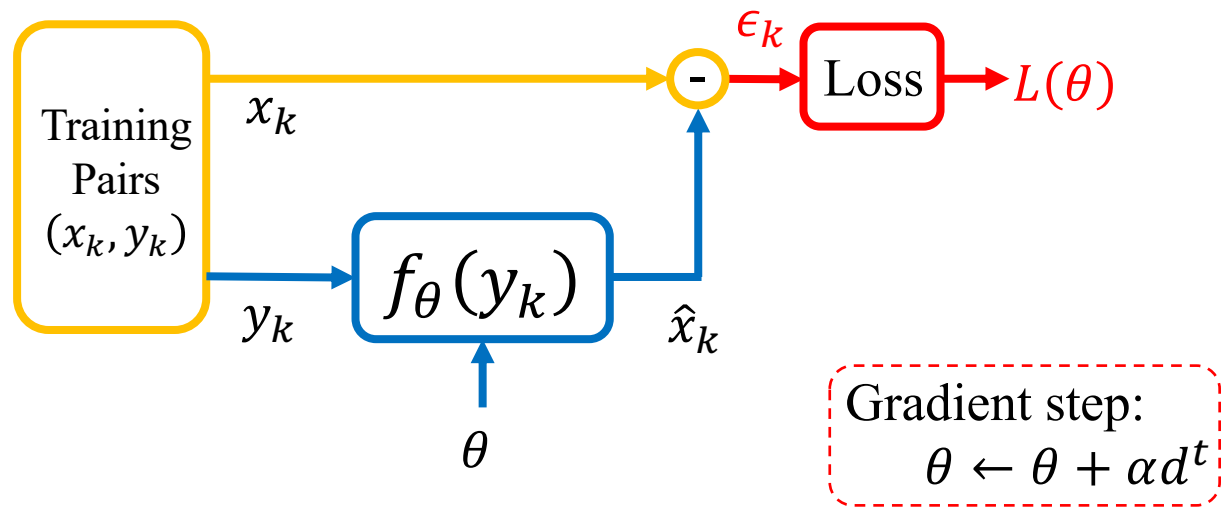 Training
Pairs
(x_k, y_k)
x_k
-
ϵ_k
Loss
L(θ)
y_k
f_θ(y_k)
x̂_k
θ
Gradient step:
θ ← θ + αd^t